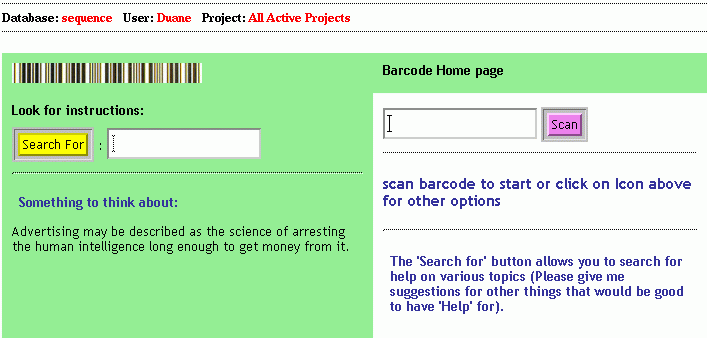 Database: sequence User: Duane Project: All Active Projects
Barcode Home page
Look for instructions:
Search For :
Something to think about:
Advertising may be described as the science of arresting
the human intelligence long enough to get money from it.
Scan
scan barcode to start or click on Icon above
for other options
The 'Search for' button allows you to search for
help on various topics (Please give me
suggestions for other things that would be good
to have 'Help' for).